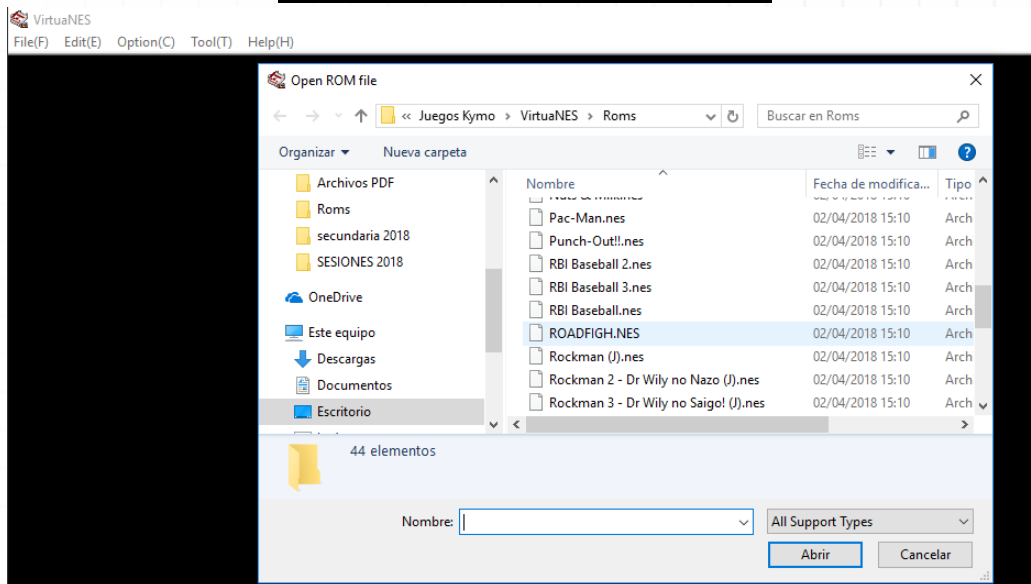 VirtuaNES
File(F) Edit(E) Option(C) Tool(T) Help(H)
Open ROM file
« Juegos Kymo > VirtuaNES > Roms
Buscar en Roms
Organizar Nueva carpeta
Archivos PDF
Roms
secundaria 2018
SESIONES 2018
OneDrive
Este equipo
Descargas
Documentos
Escritorio
Nombre Fecha de modifica... Tipo
Pac-Man.nes 02/04/2018 15:10 Arch
Punch-Out!!.nes 02/04/2018 15:10 Arch
RBI Baseball 2.nes 02/04/2018 15:10 Arch
RBI Baseball 3.nes 02/04/2018 15:10 Arch
RBI Baseball.nes 02/04/2018 15:10 Arch
ROADFIGH.NES 02/04/2018 15:10 Arch
Rockman (J).nes 02/04/2018 15:10 Arch
Rockman 2 - Dr Wily no Nazo (J).nes 02/04/2018 15:10 Arch
Rockman 3 - Dr Wily no Saigo! (J).nes 02/04/2018 15:10 Arch
44 elementos
Nombre: All Support Types
Abrir Cancelar